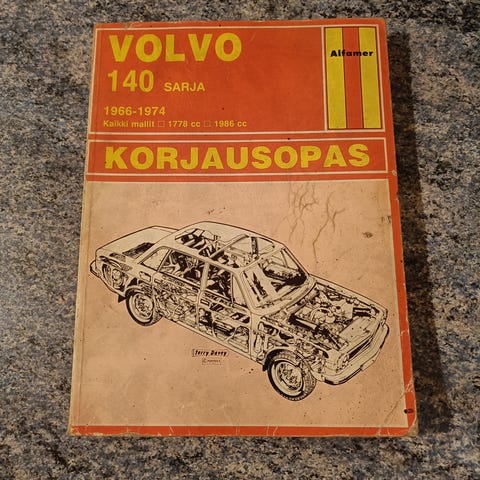 VOLVO
140 SARJA
1966-1974
Kaikki mallit □ 1778 cc □ 1986 cc
Alfamer
KORJAUSOPAS
Terry Davey